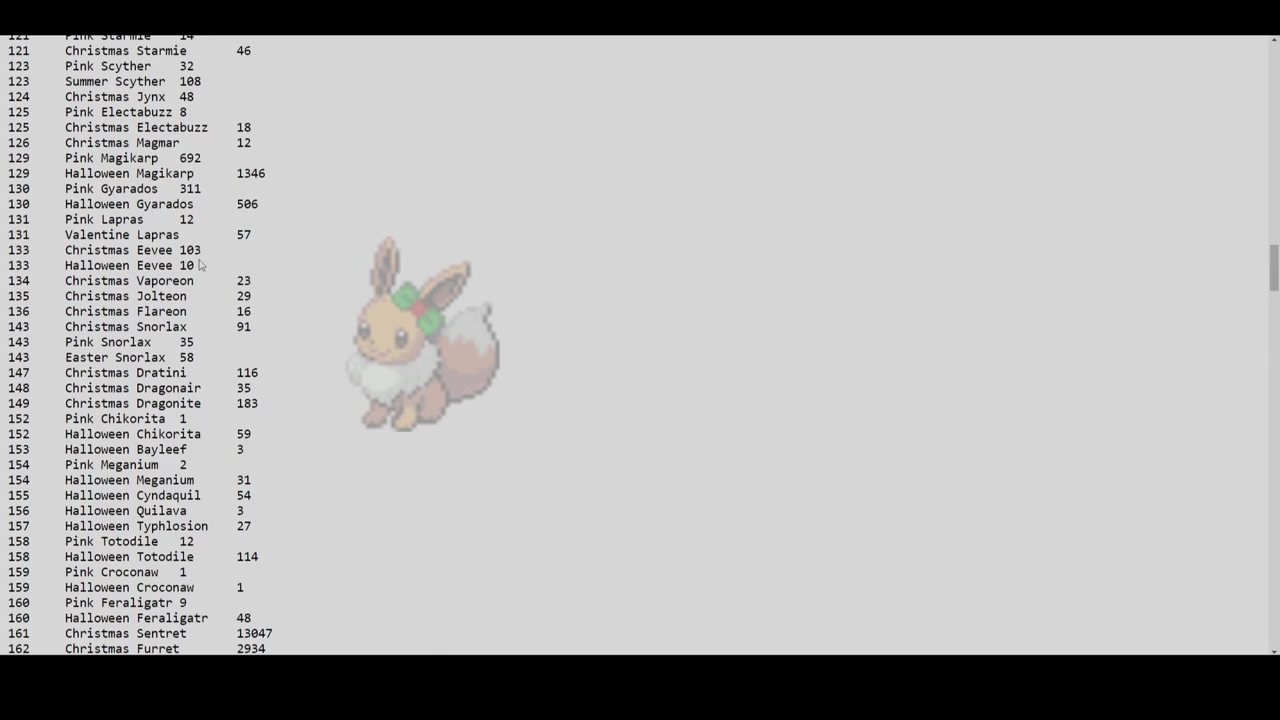 121 Pink Starmie 14
121 Christmas Starmie 46
123 Pink Scyther 32
123 Summer Scyther 108
124 Christmas Jynx 48
125 Pink Electabuzz 8
125 Christmas Electabuzz 18
126 Christmas Magmar 12
129 Pink Magikarp 692
129 Halloween Magikarp 1346
130 Pink Gyarados 311
130 Halloween Gyarados 506
131 Pink Lapras 12
131 Valentine Lapras 57
133 Christmas Eevee 103
133 Halloween Eevee 10
134 Christmas Vaporeon 23
135 Christmas Jolteon 29
136 Christmas Flareon 16
143 Christmas Snorlax 91
143 Pink Snorlax 35
143 Easter Snorlax 58
147 Christmas Dratini 116
148 Christmas Dragonair 35
149 Christmas Dragonite 183
152 Pink Chikorita 1
152 Halloween Chikorita 59
153 Halloween Bayleef 3
154 Pink Meganium 2
154 Halloween Meganium 31
155 Halloween Cyndaquil 54
156 Halloween Quilava 3
157 Halloween Typhlosion 27
158 Pink Totodile 12
158 Halloween Totodile 114
159 Pink Croconaw 1
159 Halloween Croconaw 1
160 Pink Feraligatr 9
160 Halloween Feraligatr 48
161 Christmas Sentret 13047
162 Christmas Furret 2934